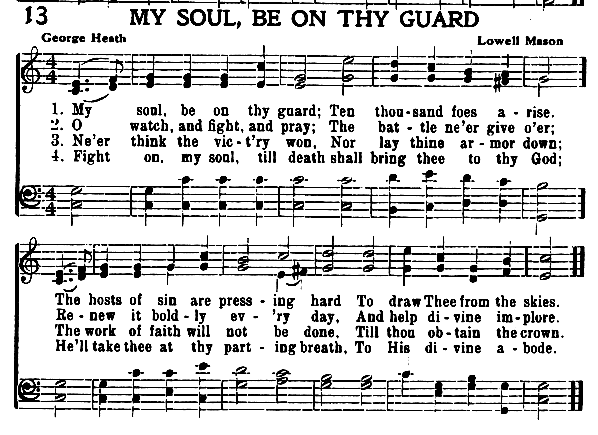 13 MY SOUL, BE ON THY GUARD
George Heath Lowell Mason
1. My soul, be on thy guard; Ten thou-sand foes a - rise.
2. O watch, and fight, and pray; The bat - tle ne'er give o'er;
3. Ne'er think the vic-t'ry won, Nor lay thine ar - mor down;
4. Fight on, my soul, till death shall bring thee to thy God;
The hosts of sin are press - ing hard To draw Thee from the skies.
Re - new it bold - ly ev - 'ry day, And help di - vine im - plore.
The work of faith will not be done, Till thou ob - tain the crown.
He'll take thee at thy part - ing breath, To His di - vine a - bode.